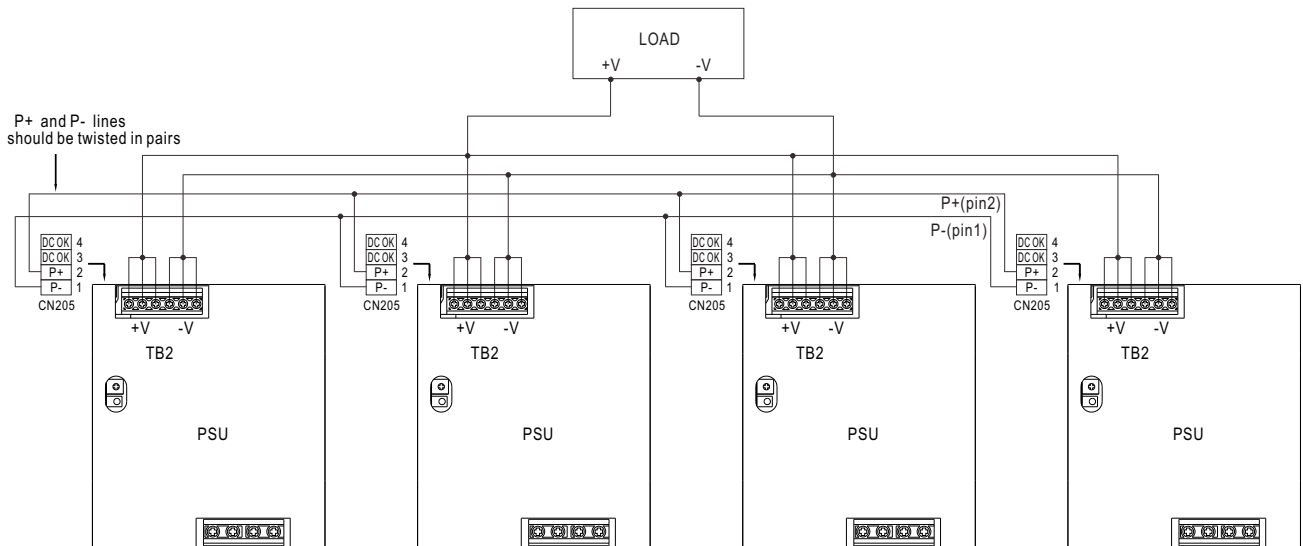 LOAD
+V -V
P+ and P- lines
should be twisted in pairs
P+(pin2)
P-(pin1)
DC OK 4
DC OK 3
P+ 2
P- 1
CN205
DC OK 4
DC OK 3
P+ 2
P- 1
CN205
DC OK 4
DC OK 3
P+ 2
P- 1
CN205
DC OK 4
DC OK 3
P+ 2
P- 1
CN205
+V -V
TB2
PSU
+V -V
TB2
PSU
+V -V
TB2
PSU
+V -V
TB2
PSU